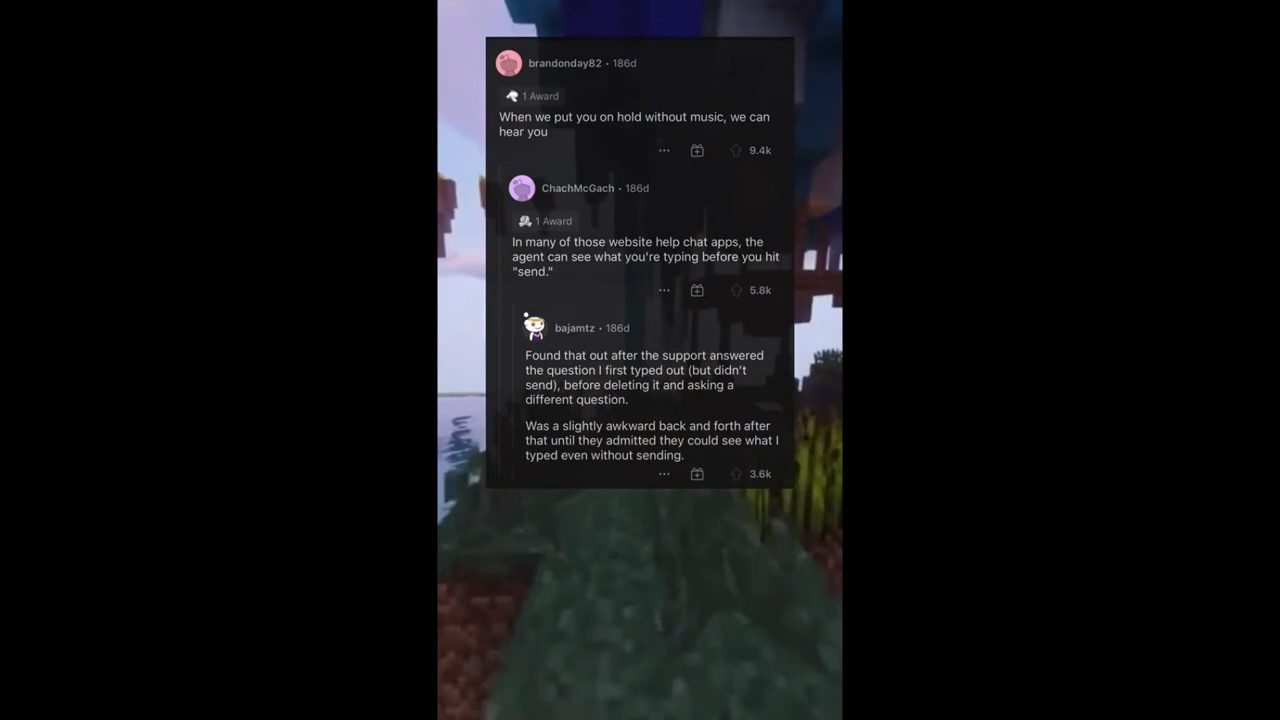 brandonday82 • 186d
1 Award
When we put you on hold without music, we can
hear you
9.4k
ChachMcGach • 186d
1 Award
In many of those website help chat apps, the
agent can see what you're typing before you hit
"send."
5.8k
bajamtz • 186d
Found that out after the support answered
the question I first typed out (but didn’t
send), before deleting it and asking a
different question.
Was a slightly awkward back and forth after
that until they admitted they could see what I
typed even without sending.
3.6k